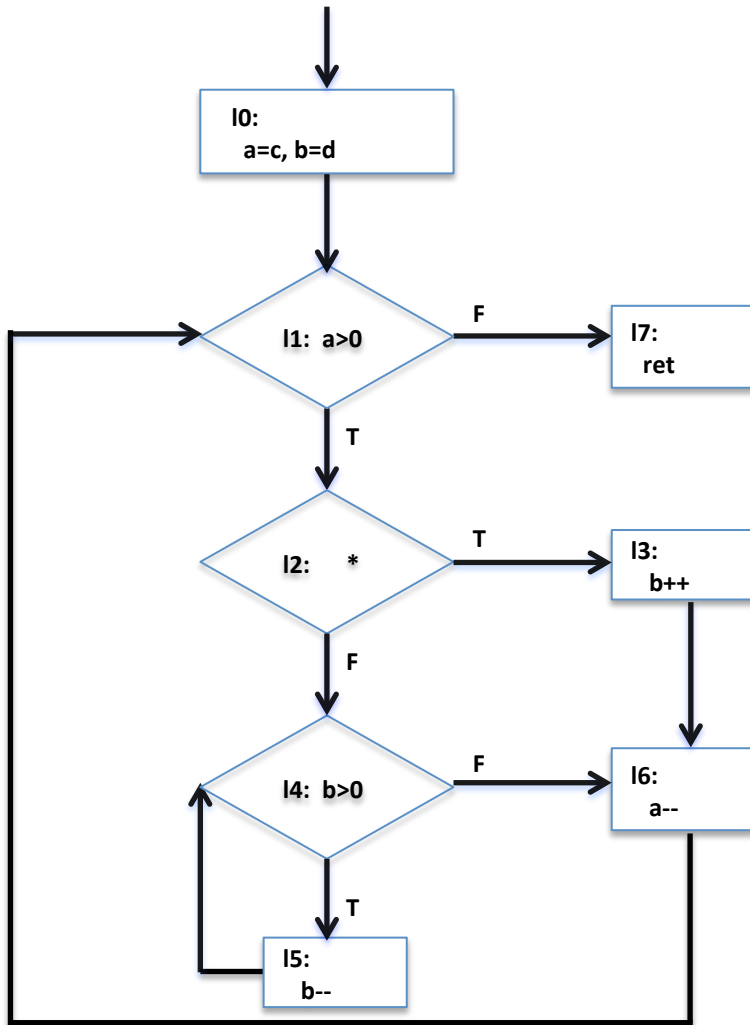 l0:
a=c, b=d
l1: a>0
F
l7:
ret
T
l2: *
T
l3:
b++
F
l4: b>0
F
l6:
a--
T
l5:
b--